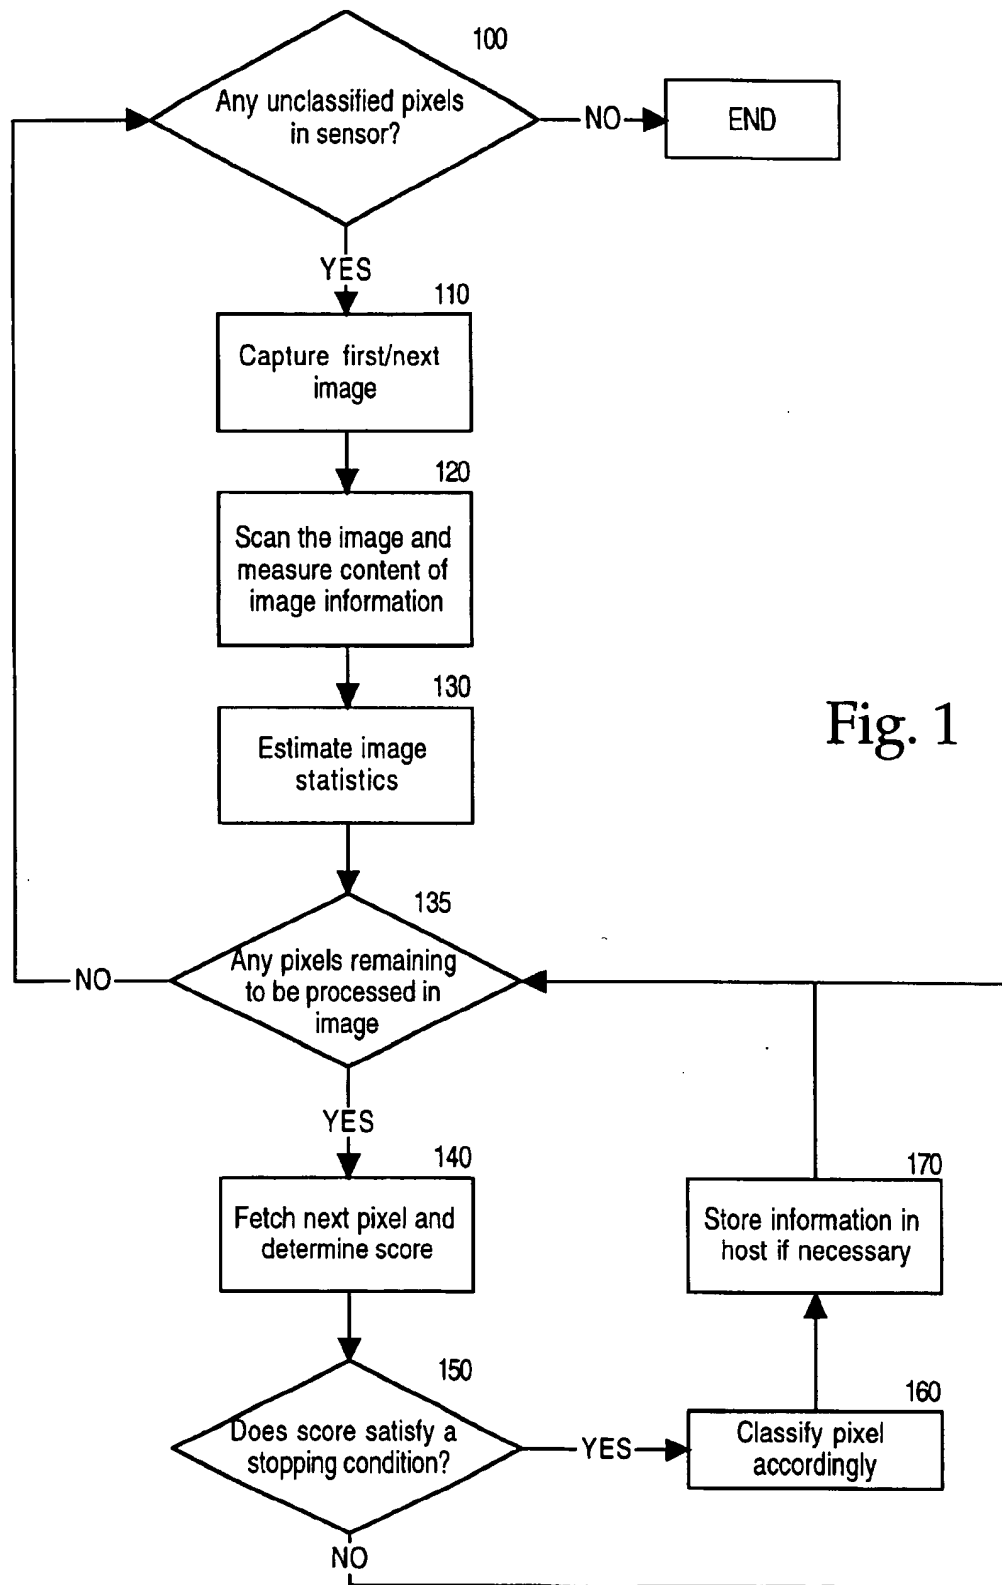 100
Any unclassified pixels
in sensor?
NO
END
YES
110
Capture first/next
image
120
Scan the image and
measure content of
image information
130
Estimate image
statistics
Fig. 1
135
Any pixels remaining
to be processed in
image
NO
YES
140
Fetch next pixel and
determine score
170
Store information in
host if necessary
150
Does score satisfy a
stopping condition?
YES
160
Classify pixel
accordingly
NO